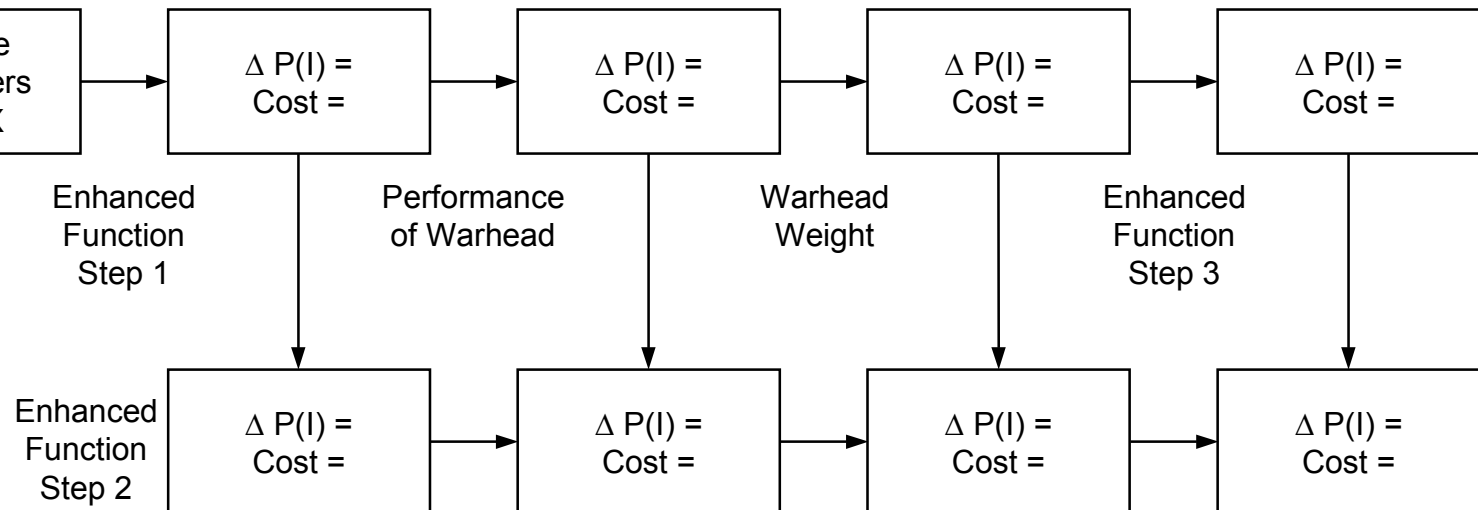 Δ P(I) =
Cost =
Δ P(I) =
Cost =
Δ P(I) =
Cost =
Δ P(I) =
Cost =
Enhanced
Function
Step 1
Performance
of Warhead
Warhead
Weight
Enhanced
Function
Step 3
Enhanced
Function
Step 2
Δ P(I) =
Cost =
Δ P(I) =
Cost =
Δ P(I) =
Cost =
Δ P(I) =
Cost =